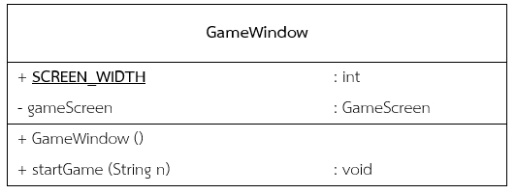 GameWindow
+ SCREEN_WIDTH : int
- gameScreen : GameScreen
+ GameWindow ()
+ startGame (String n) : void